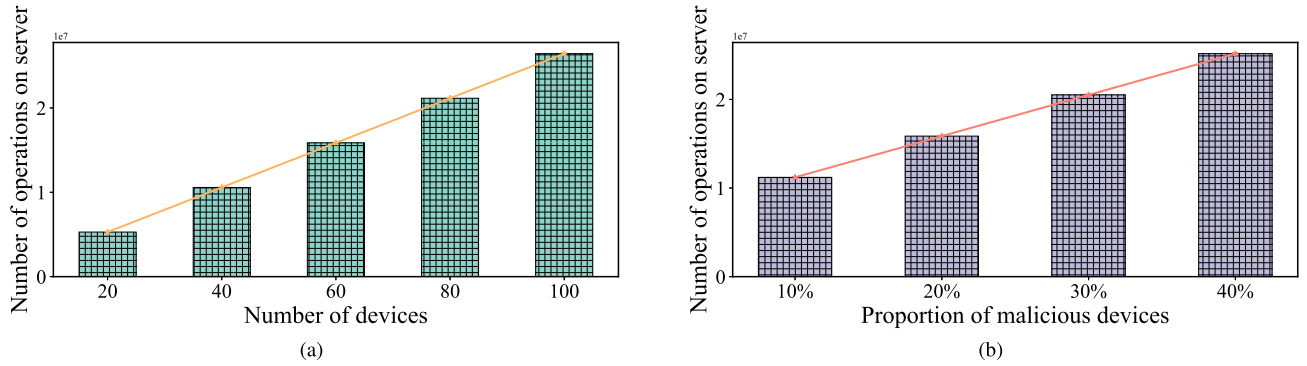 Number of operations on server
1e7
2
1
0
20 40 60 80 100
Number of devices
(a)
Number of operations on server
1e7
2
1
0
10% 20% 30% 40%
Proportion of malicious devices
(b)